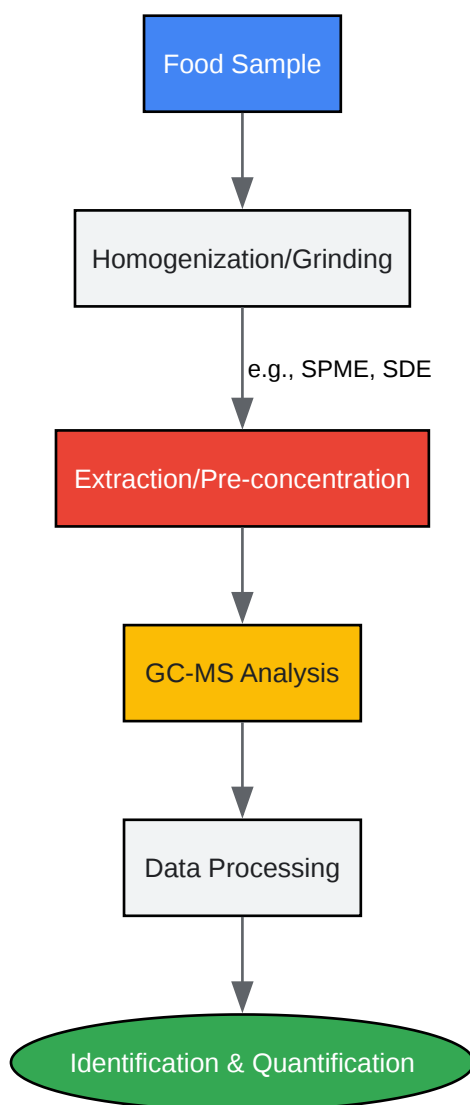 Food Sample
Homogenization/Grinding
e.g., SPME, SDE
Extraction/Pre-concentration
GC-MS Analysis
Data Processing
Identification & Quantification